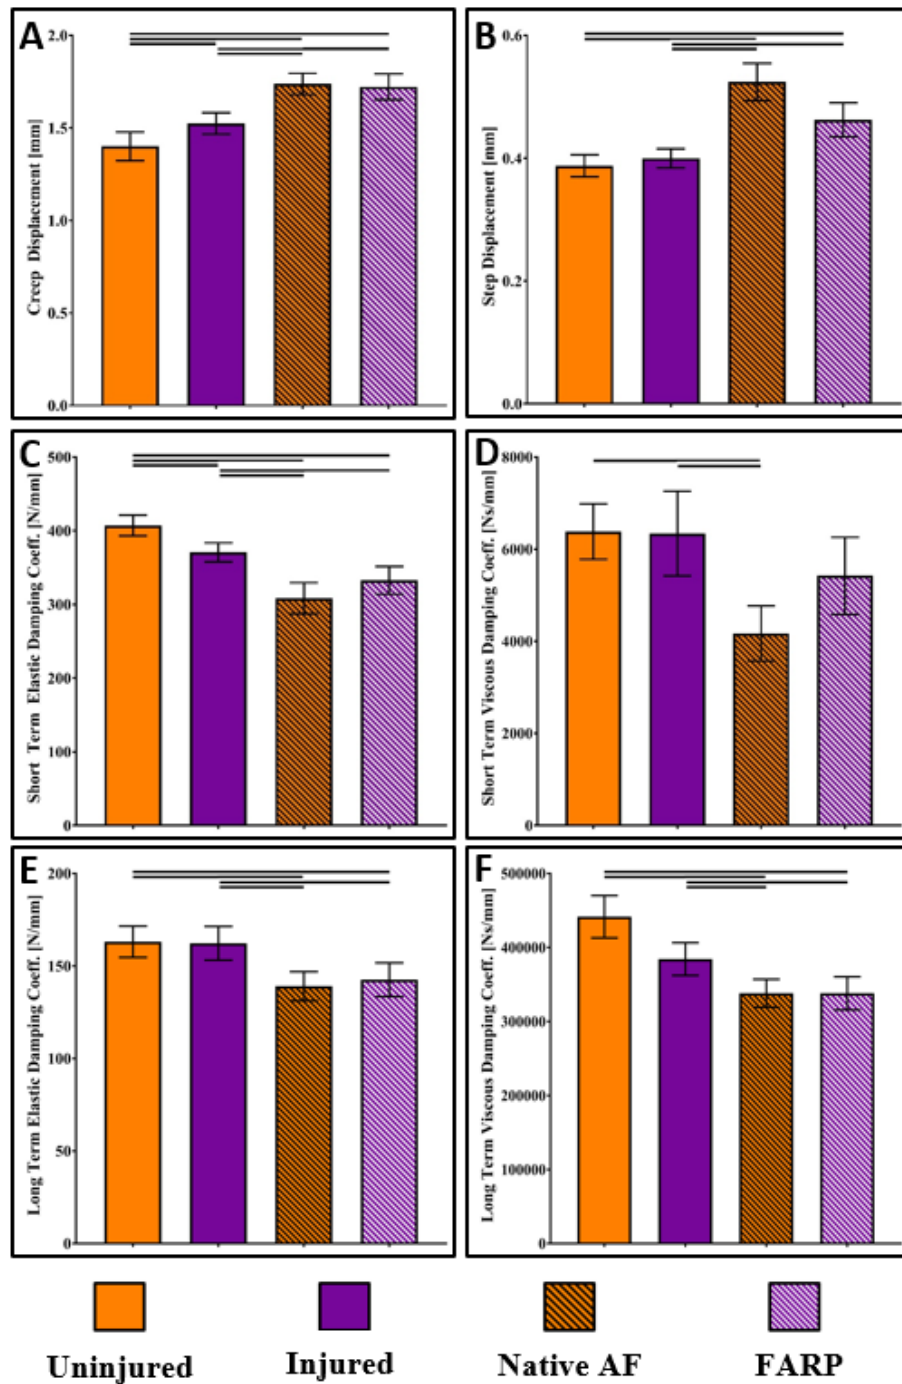 A
Creep Displacement [mm]
2.0
1.5
1.0
0.5
0.0
B
Step Displacement [mm]
0.6
0.4
0.2
0.0
C
Short Term Elastic Damping Coeff. [N/mm]
500
400
300
200
100
0
D
Short Term Viscous Damping Coeff. [Ns/mm]
8000
6000
4000
2000
0
E
Long Term Elastic Damping Coeff. [N/mm]
200
150
100
50
0
F
Long Term Viscous Damping Coeff. [Ns/mm]
500000
400000
300000
200000
100000
0
Uninjured
Injured
Native AF
FARP